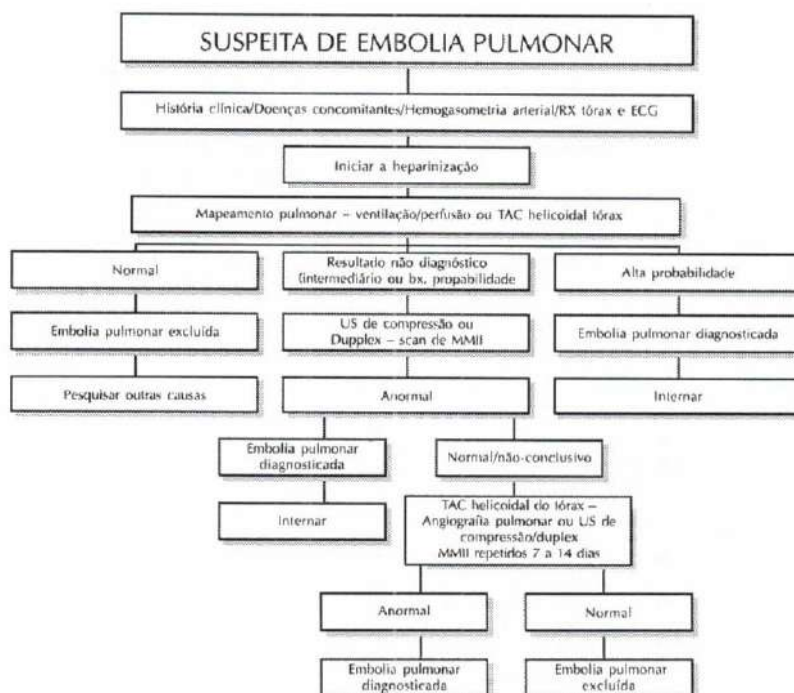 SUSPEITA DE EMBOLIA PULMONAR
História clínica/Doenças concomitantes/Hemogasometria arterial/RX tórax e ECG
Iniciar a heparinização
Mapeamento pulmonar – ventilação/perfusão ou TAC helicoidal tórax
Normal
Resultado não diagnóstico
(intermediário ou bx. propabilidade
Alta probabilidade
Embolia pulmonar excluída
US de compressão ou
Dupplex – scan de MMII
Embolia pulmonar diagnosticada
Pesquisar outras causas
Anormal
Internar
Embolia pulmonar
diagnosticada
Normal/não-conclusivo
Internar
TAC helicoidal do tórax –
Angiografia pulmonar ou US de
compressão/duplex
MMII repetidos 7 a 14 dias
Anormal
Normal
Embolia pulmonar
diagnosticada
Embolia pulmonar
excluída